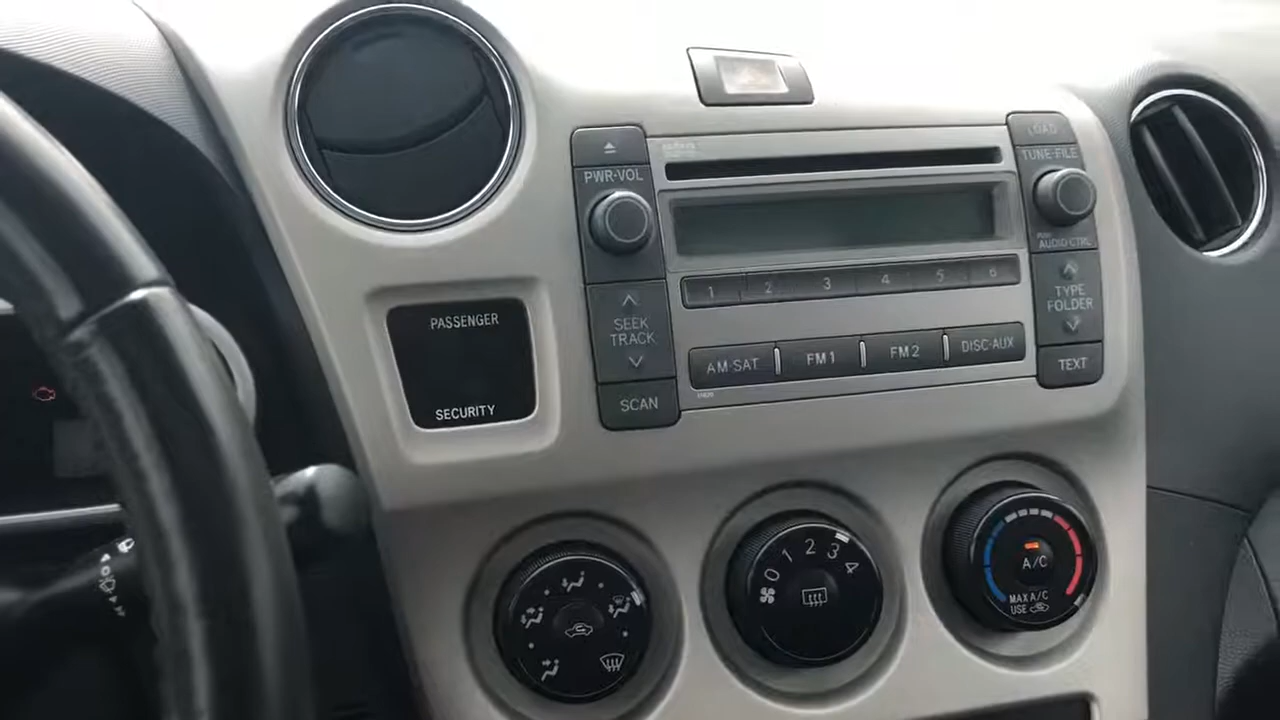 LOAD
PWR·VOL
TUNE·FILE
PUSH
AUDIO CTRL
1 2 3 4 5 6
SEEK
TRACK
TYPE
FOLDER
PASSENGER
SECURITY
AM·SAT FM1 FM2 DISC·AUX
SCAN
TEXT
0 1 2 3 4
A/C
MAX A/C
USE